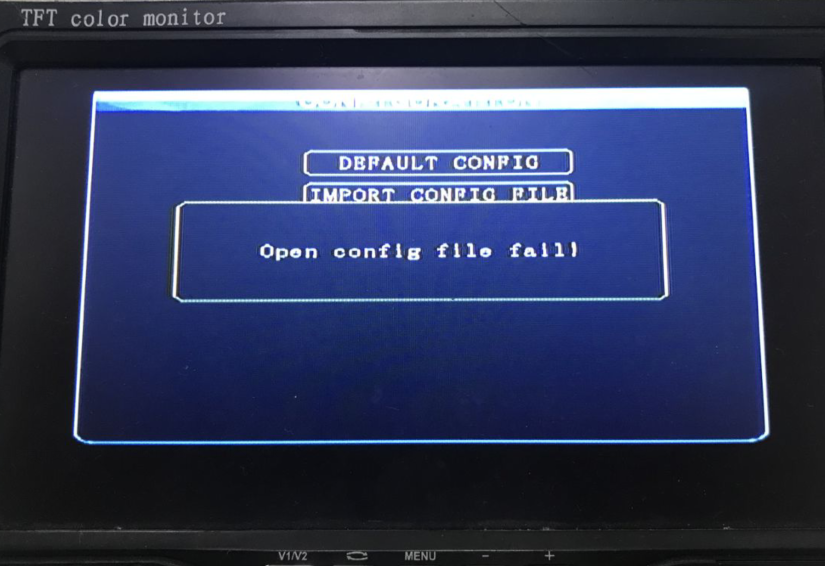 TFT color monitor
DEFAULT CONFIG
IMPORT CONFIG FILE
Open config file fail!
V1/V2
MENU
-
+